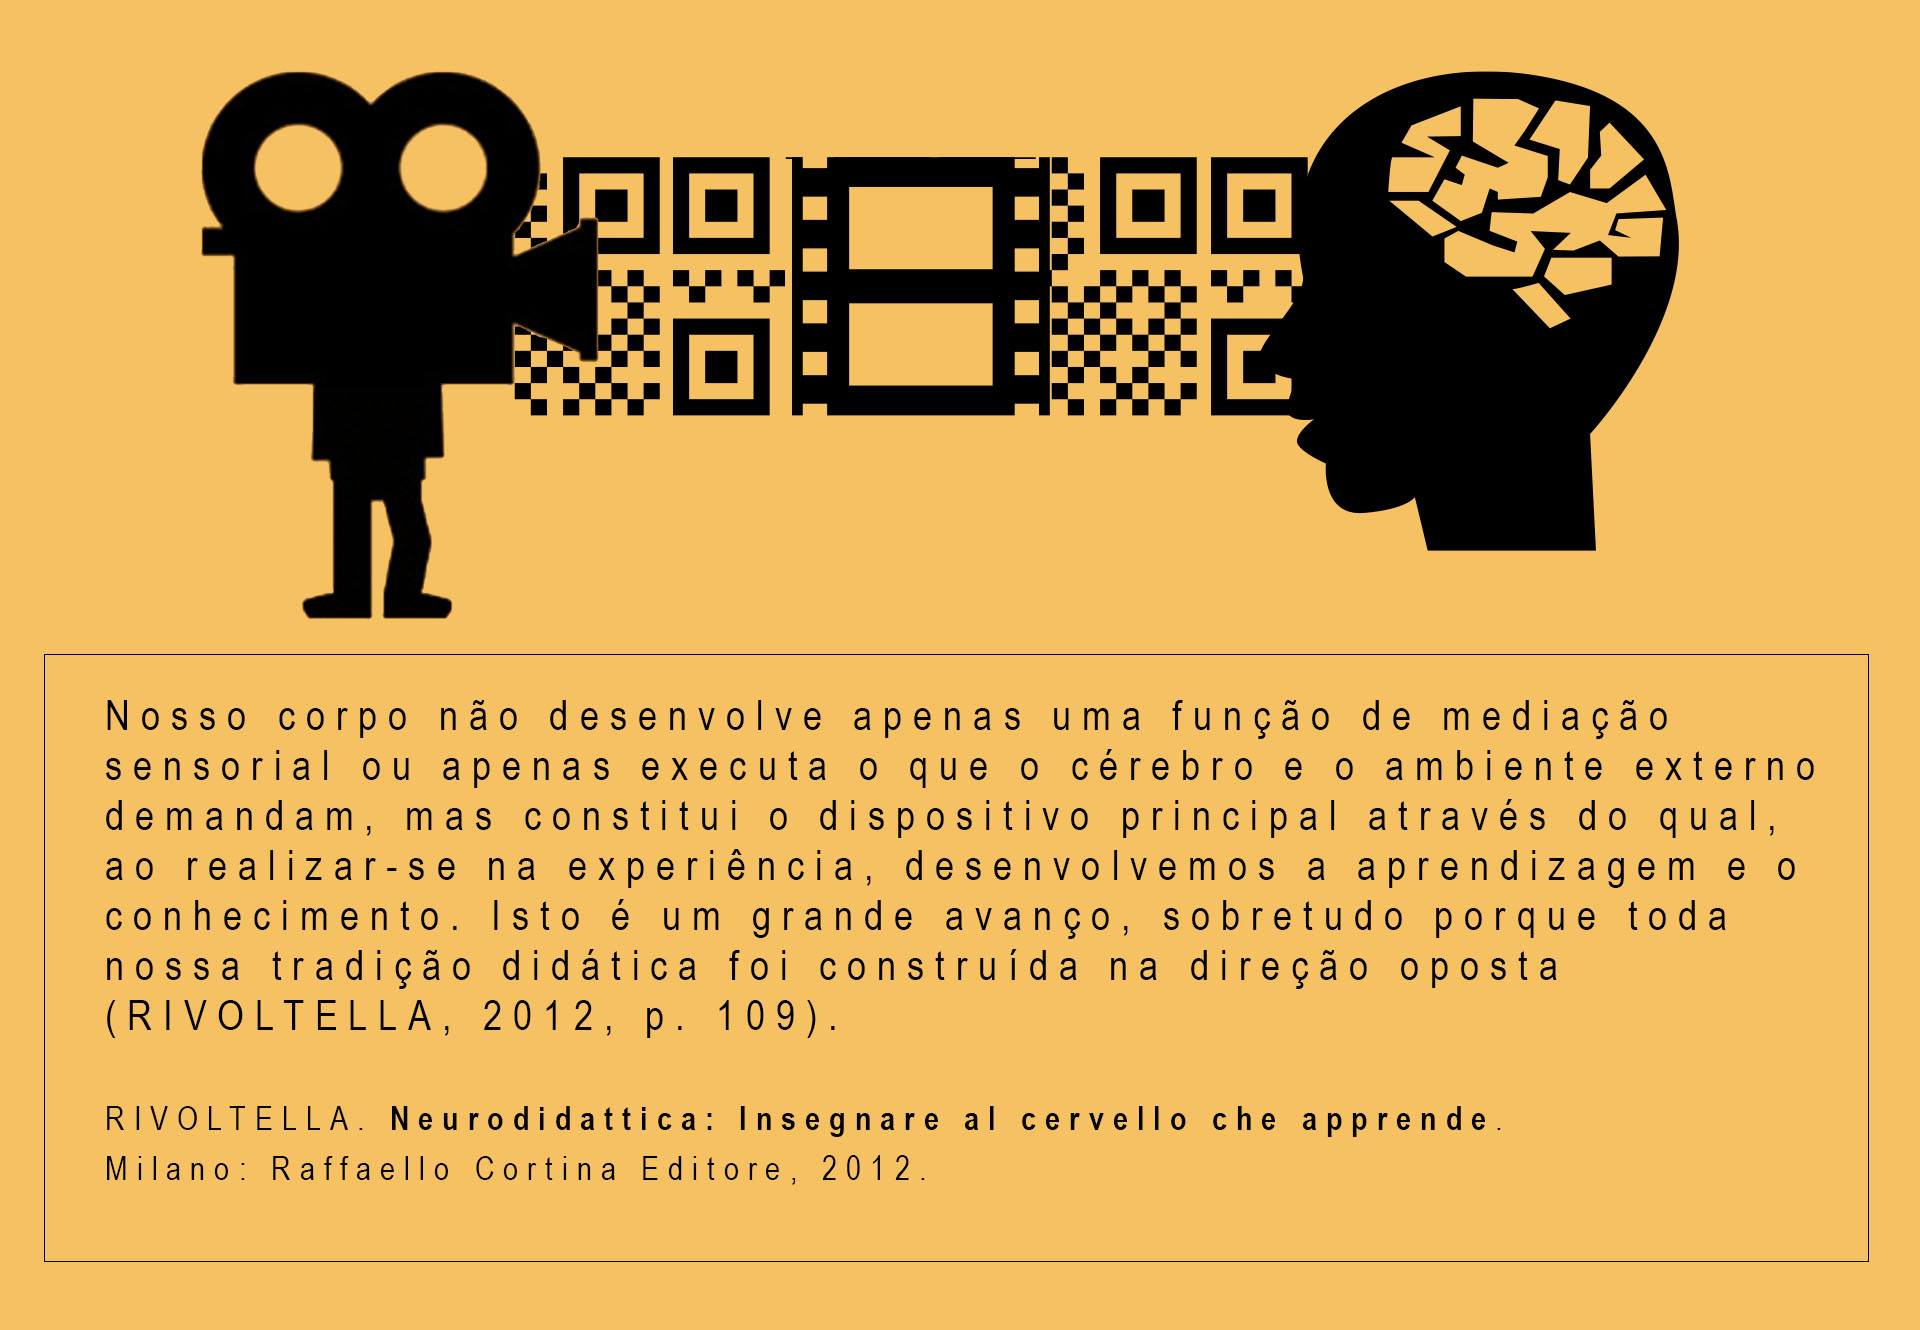 Nosso corpo não desenvolve apenas uma função de mediação
sensorial ou apenas executa o que o cérebro e o ambiente externo
demandam, mas constitui o dispositivo principal através do qual,
ao realizar-se na experiência, desenvolvemos a aprendizagem e o
conhecimento. Isto é um grande avanço, sobretudo porque toda
nossa tradição didática foi construída na direção oposta
(RIVOLTELLA, 2012, p. 109).
RIVOLTELLA. Neurodidattica: Insegnare al cervello che apprende.
Milano: Raffaello Cortina Editore, 2012.